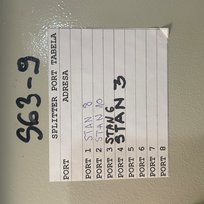 S63-9
SPLITTER PORT TABELA
PORT ADRESA
PORT 1 STAN 8
PORT 2 STAN 10
PORT 3 STAN 6
PORT 4 STAN 3
PORT 5
PORT 6
PORT 7
PORT 8